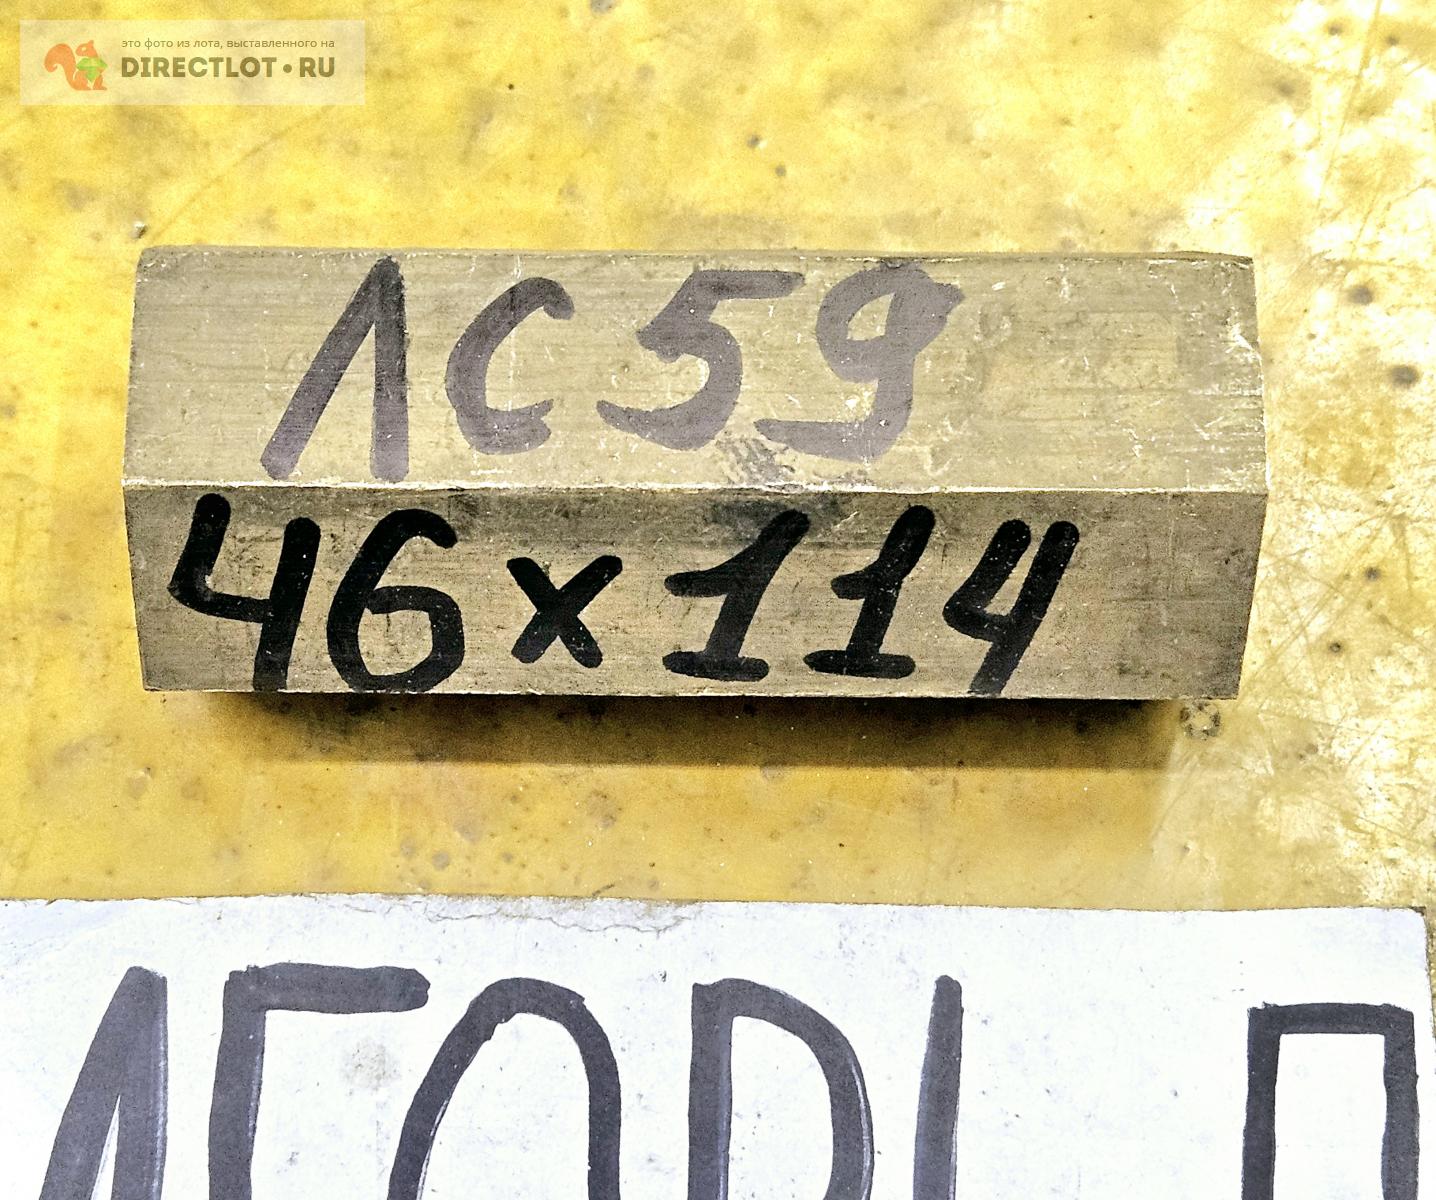 это фото из лота, выставленного на
DIRECTLOT•RU
ЛС59
46x114